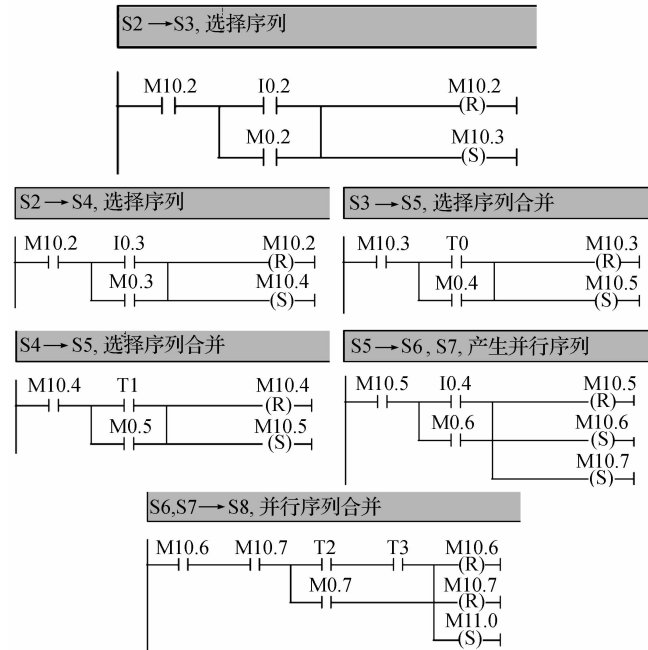 S2→S3, 选择序列
M10.2 I0.2 M10.2
(R)
M0.2 M10.3
(S)
S2→S4, 选择序列
M10.2 I0.3 M10.2
(R)
M0.3 M10.4
(S)
S3→S5, 选择序列合并
M10.3 T0 M10.3
(R)
M0.4 M10.5
(S)
S4→S5, 选择序列合并
M10.4 T1 M10.4
(R)
M0.5 M10.5
(S)
S5→S6, S7, 产生并行序列
M10.5 I0.4 M10.5
(R)
M0.6 M10.6
(S)
M10.7
(S)
S6,S7→S8, 并行序列合并
M10.6 M10.7 T2 T3 M10.6
(R)
M0.7 M10.7
(R)
M11.0
(S)